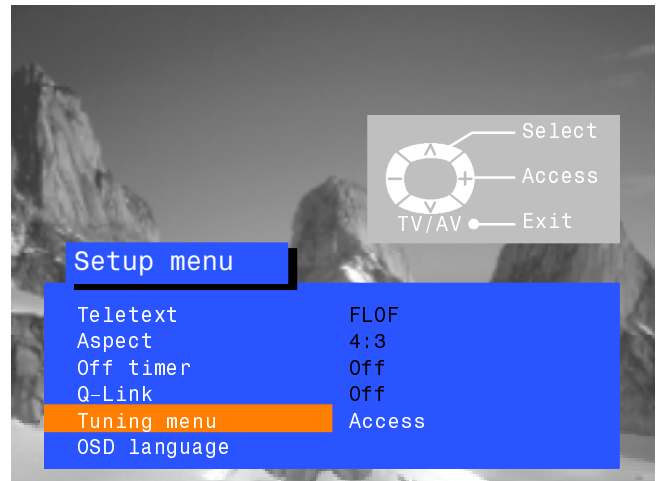 Select
Access
TV/AV Exit
Setup menu
Teletext FLOF
Aspect 4:3
Off timer Off
Q-Link Off
Tuning menu Access
OSD language